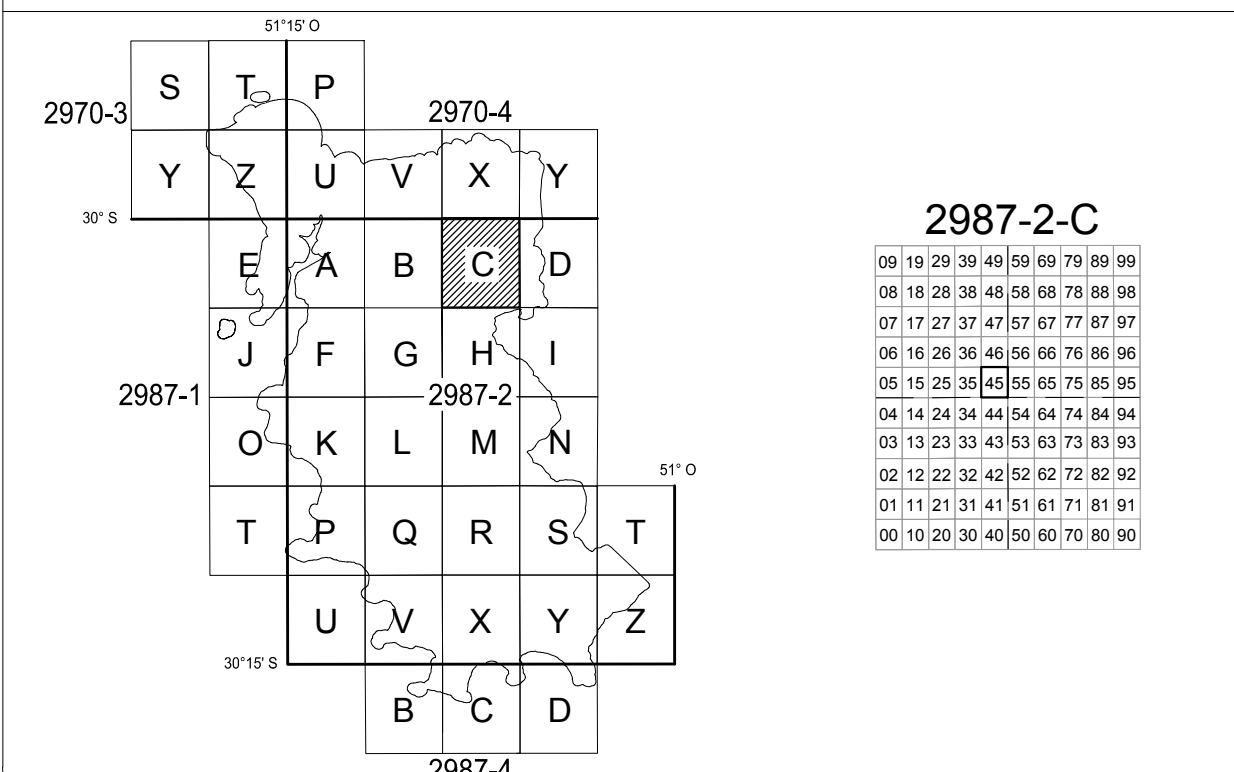 51°15' O
S T P
2970-3 2970-4
Y Z U V X Y
30° S
E A B C D
J F G H I
2987-1 2987-2
O K L M N
51° O
T P Q R S T
U V X Y Z
30°15' S
B C D
2987-4
2987-2-C
09 19 29 39 49 59 69 79 89 99
08 18 28 38 48 58 68 78 88 98
07 17 27 37 47 57 67 77 87 97
06 16 26 36 46 56 66 76 86 96
05 15 25 35 45 55 65 75 85 95
04 14 24 34 44 54 64 74 84 94
03 13 23 33 43 53 63 73 83 93
02 12 22 32 42 52 62 72 82 92
01 11 21 31 41 51 61 71 81 91
00 10 20 30 40 50 60 70 80 90